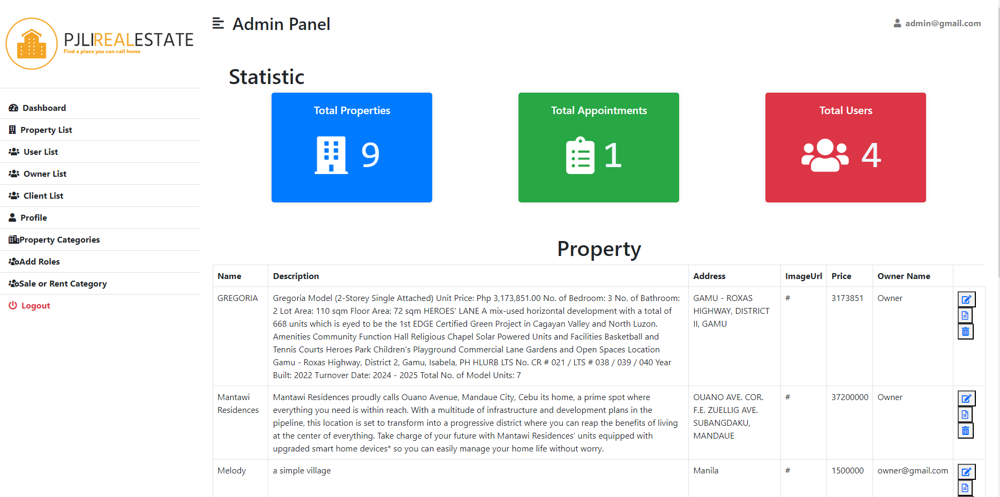 PJLIREALESTATE
Find a place you can call home
Dashboard
Property List
User List
Owner List
Client List
Profile
Property Categories
Add Roles
Sale or Rent Category
Logout
Admin Panel
admin@gmail.com
Statistic
Total Properties
9
Total Appointments
1
Total Users
4
Property
Name Description Address ImageUrl Price Owner Name
GREGORIA
Gregoria Model (2-Storey Single Attached) Unit Price: Php 3,173,851.00 No. of Bedroom: 3 No. of Bathroom:
2 Lot Area: 110 sqm Floor Area: 72 sqm HEROES' LANE A mix-used horizontal development with a total of
668 units which is eyed to be the 1st EDGE Certified Green Project in Cagayan Valley and North Luzon.
Amenities Community Function Hall Religious Chapel Solar Powered Units and Facilities Basketball and
Tennis Courts Heroes Park Children's Playground Commercial Lane Gardens and Open Spaces Location
Gamu - Roxas Highway, District 2, Gamu, Isabela, PH HLURB LTS No. CR # 021 / LTS # 038 / 039 / 040 Year
Built: 2022 Turnover Date: 2024 - 2025 Total No. of Model Units: 7
GAMU - ROXAS
HIGHWAY, DISTRICT
II, GAMU
#
3173851
Owner
Mantawi
Residences
Mantawi Residences proudly calls Ouano Avenue, Mandaue City, Cebu its home, a prime spot where
everything you need is within reach. With a multitude of infrastructure and development plans in the
pipeline, this location is set to transform into a progressive district where you can reap the benefits of living
at the center of everything. Take charge of your future with Mantawi Residences’ units equipped with
upgraded smart home devices* so you can easily manage your home life without worry.
OUANO AVE. COR.
F.E. ZUELLIG AVE.
SUBANGDAKU,
MANDAUE
#
37200000
Owner
Melody
a simple village
Manila
#
1500000
owner@gmail.com